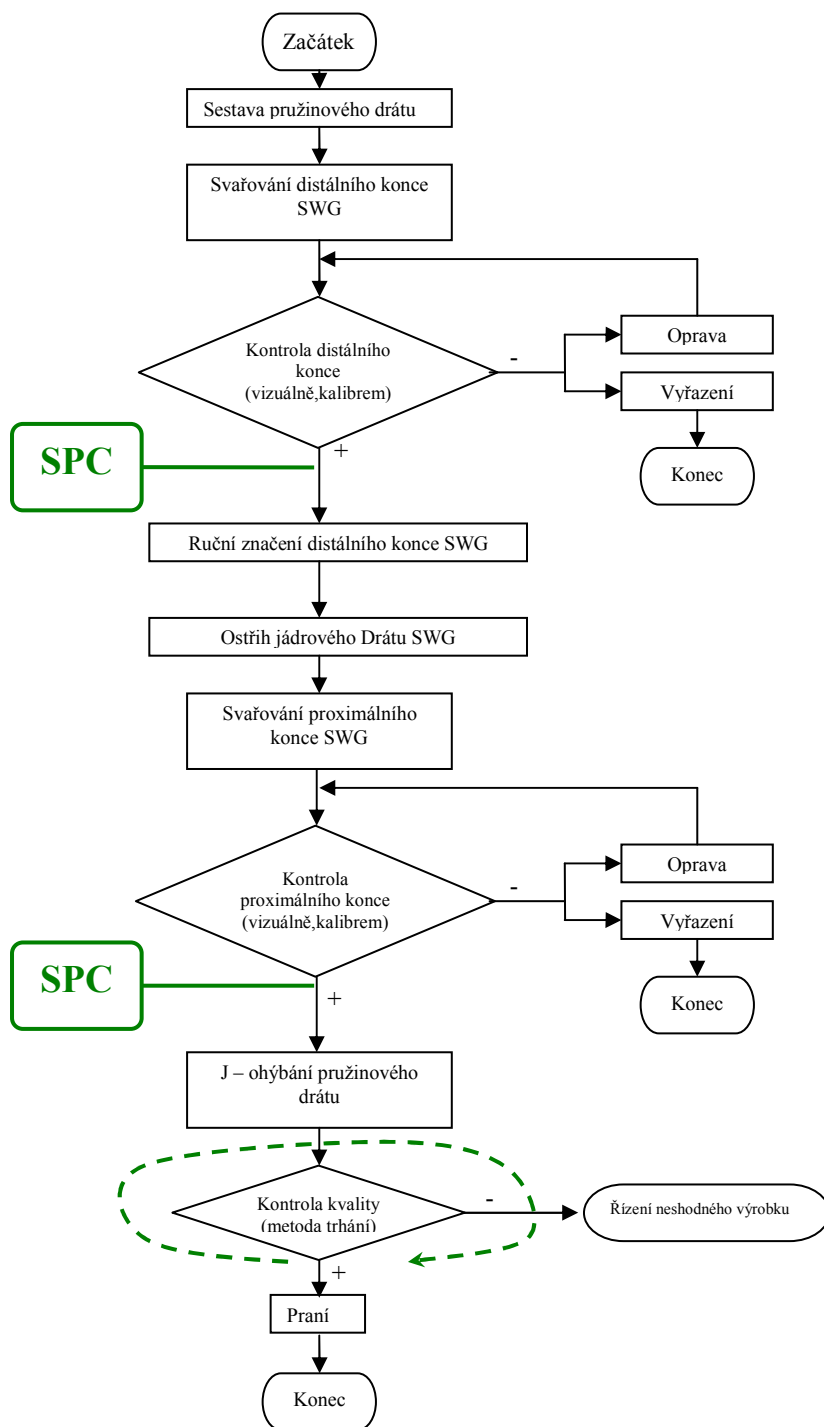 Začátek
Sestava pružinového drátu
Svařování distálního konce
SWG
Kontrola distálního
konce
(vizuálně,kalibrem)
-
Oprava
Vyřazení
Konec
+
SPC
Ruční značení distálního konce SWG
Ostřih jádrového Drátu SWG
Svařování proximálního
konce SWG
Kontrola
proximálního konce
(vizuálně,kalibrem)
-
Oprava
Vyřazení
Konec
SPC
+
J – ohýbání pružinového
drátu
Kontrola kvality
(metoda trhání)
-
Řízení neshodného výrobku
+
Praní
Konec